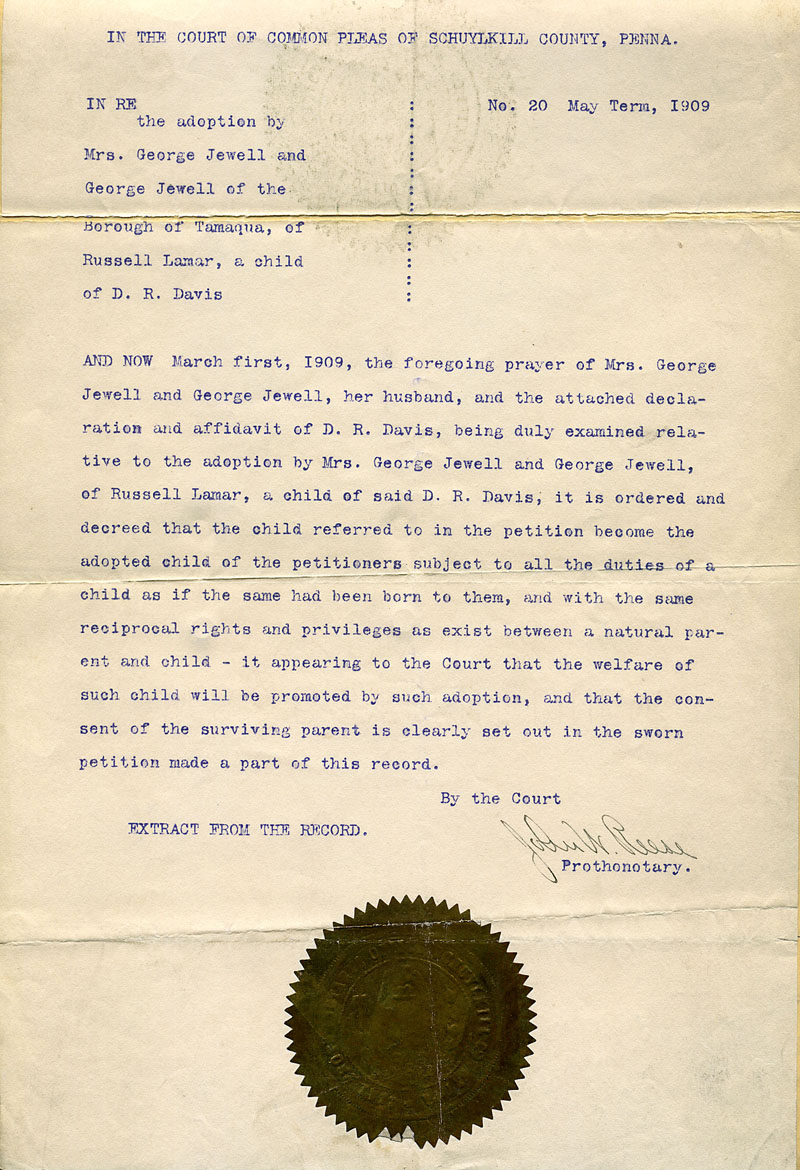 IN THE COURT OF COMMON PLEAS OF SCHUYLKILL COUNTY, PENNA.
IN RE
No. 20 May Term, 1909
the adoption by
Mrs. George Jewell and
George Jewell of the
Borough of Tamaqua, of
Russell Lamar, a child
of D. R. Davis
AND NOW March first, 1909, the foregoing prayer of Mrs. George
Jewell and George Jewell, her husband, and the attached decla-
ration and affidavit of D. R. Davis, being duly examined rela-
tive to the adoption by Mrs. George Jewell and George Jewell,
of Russell Lamar, a child of said D. R. Davis, it is ordered and
decreed that the child referred to in the petition become the
adopted child of the petitioners subject to all the duties of a
child as if the same had been born to them, and with the same
reciprocal rights and privileges as exist between a natural par-
ent and child - it appearing to the Court that the welfare of
such child will be promoted by such adoption, and that the con-
sent of the surviving parent is clearly set out in the sworn
petition made a part of this record.
By the Court
EXTRACT FROM THE RECORD.
John W. Reese
Prothonotary.